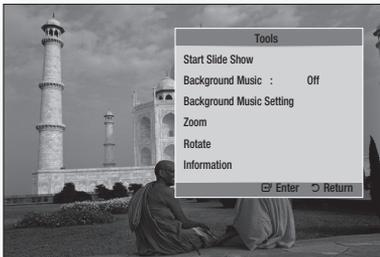 Tools
Start Slide Show
Background Music : Off
Background Music Setting
Zoom
Rotate
Information
Enter Return